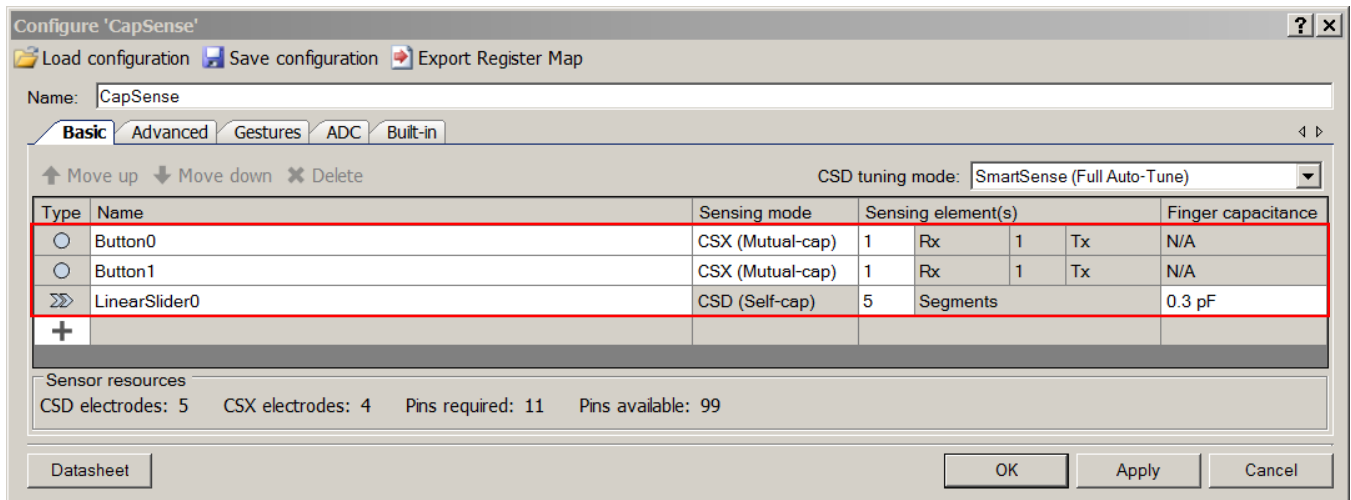 Configure 'CapSense'
Load configuration Save configuration Export Register Map
Name: CapSense
Basic Advanced Gestures ADC Built-in
Move up Move down Delete CSD tuning mode: SmartSense (Full Auto-Tune)
Type Name Sensing mode Sensing element(s) Finger capacitance
Button0 CSX (Mutual-cap) 1 Rx 1 Tx N/A
Button1 CSX (Mutual-cap) 1 Rx 1 Tx N/A
LinearSlider0 CSD (Self-cap) 5 Segments 0.3 pF
Sensor resources
CSD electrodes: 5 CSX electrodes: 4 Pins required: 11 Pins available: 99
Datasheet OK Apply Cancel